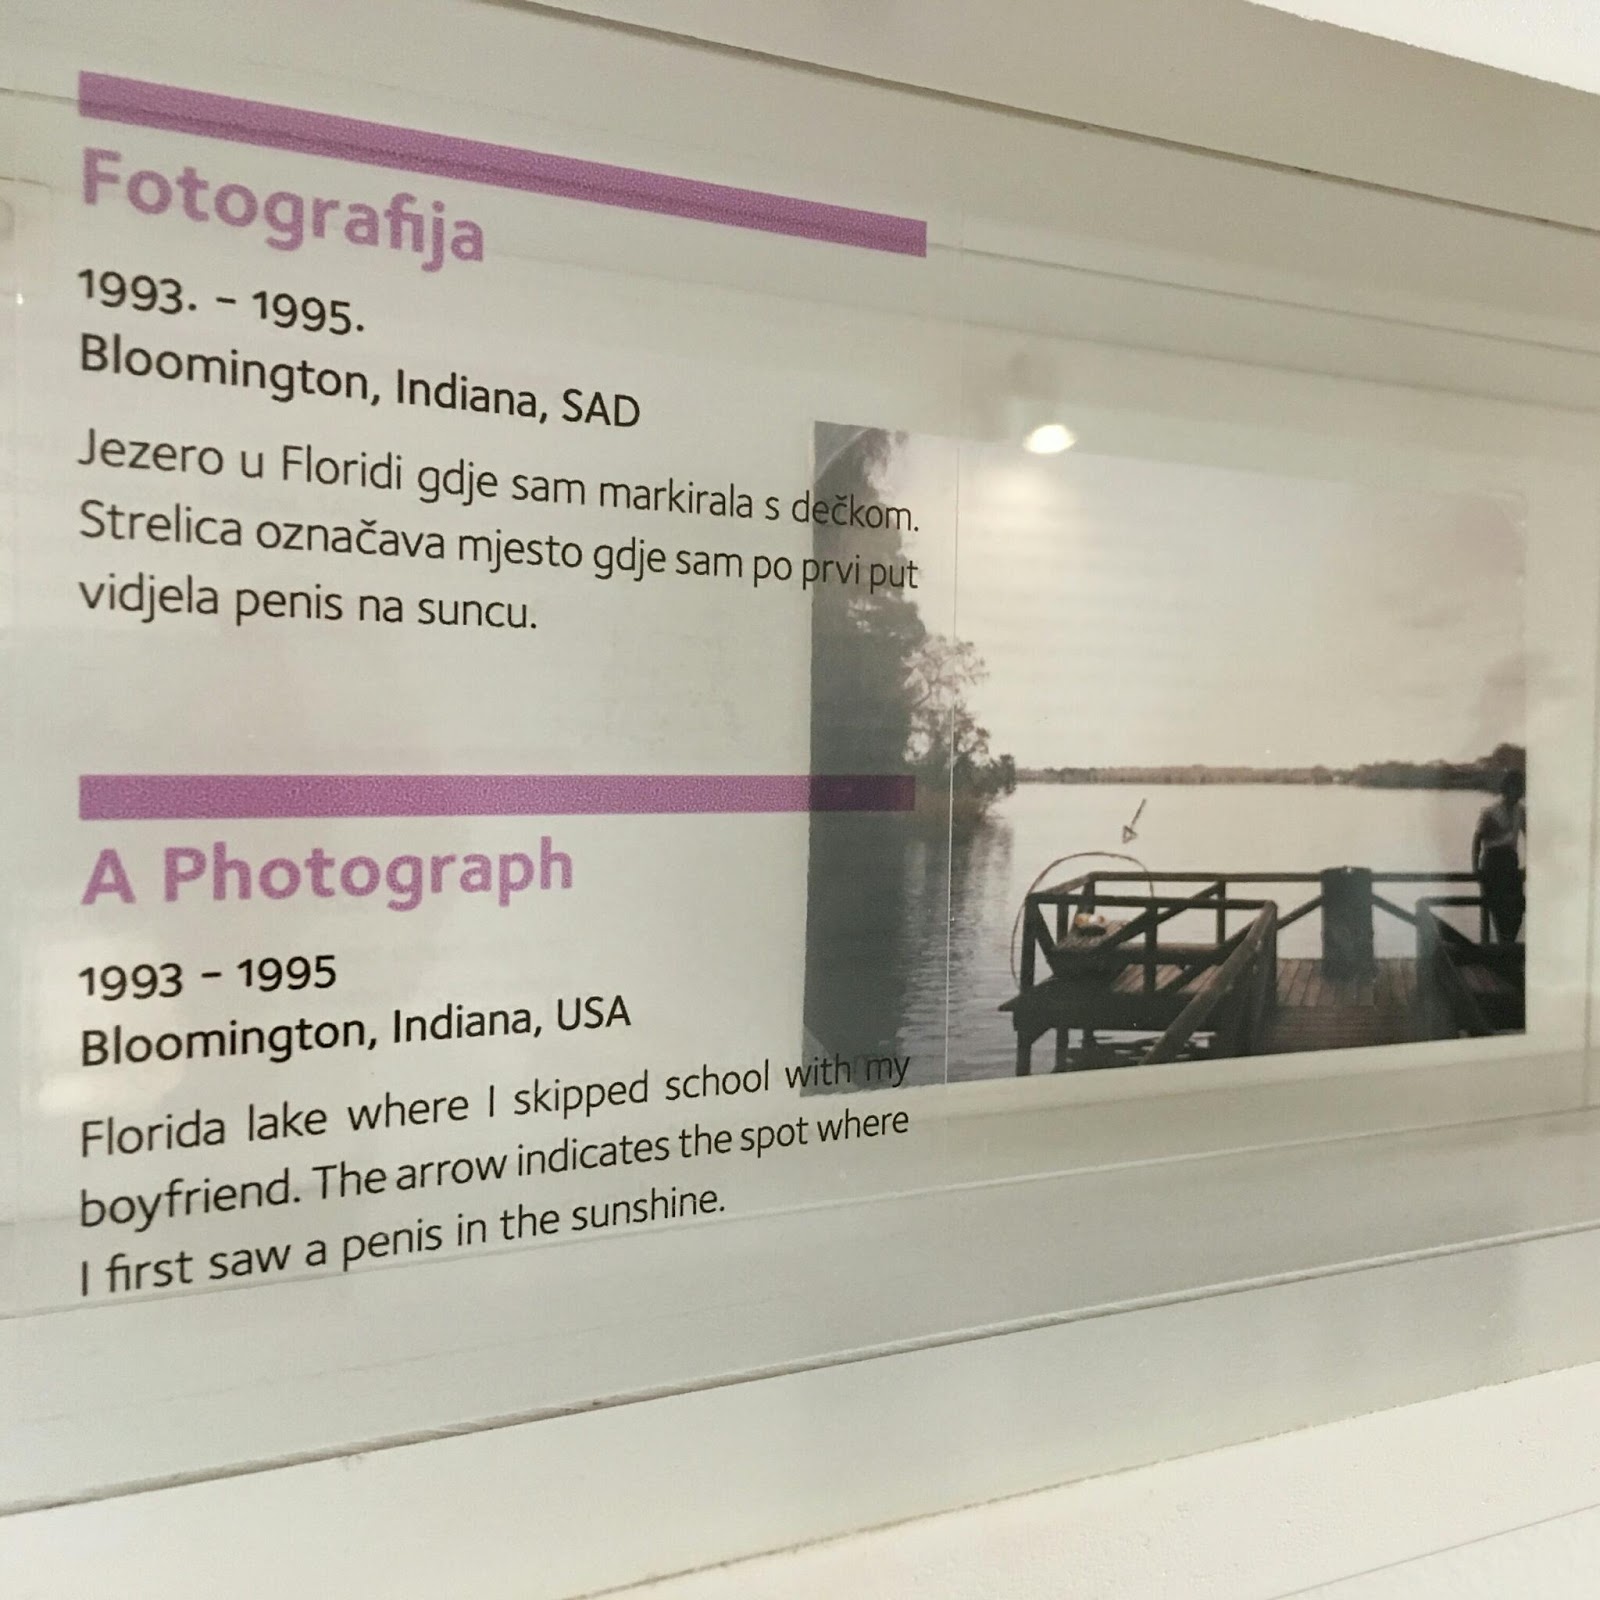 Fotografija
1993. – 1995.
Bloomington, Indiana, SAD
Jezero u Floridi gdje sam markirala s dečkom.
Strelica označava mjesto gdje sam po prvi put
vidjela penis na suncu.
A Photograph
1993 – 1995
Bloomington, Indiana, USA
Florida lake where I skipped school with my
boyfriend. The arrow indicates the spot where
I first saw a penis in the sunshine.